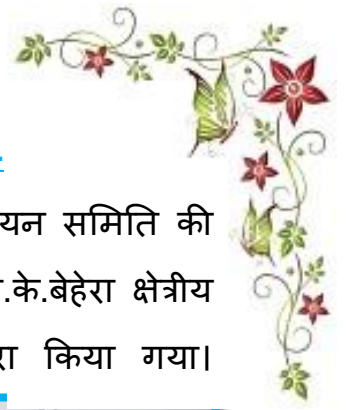 यन समिति की
.के.बेहेरा क्षेत्रीय
रा किया गया।